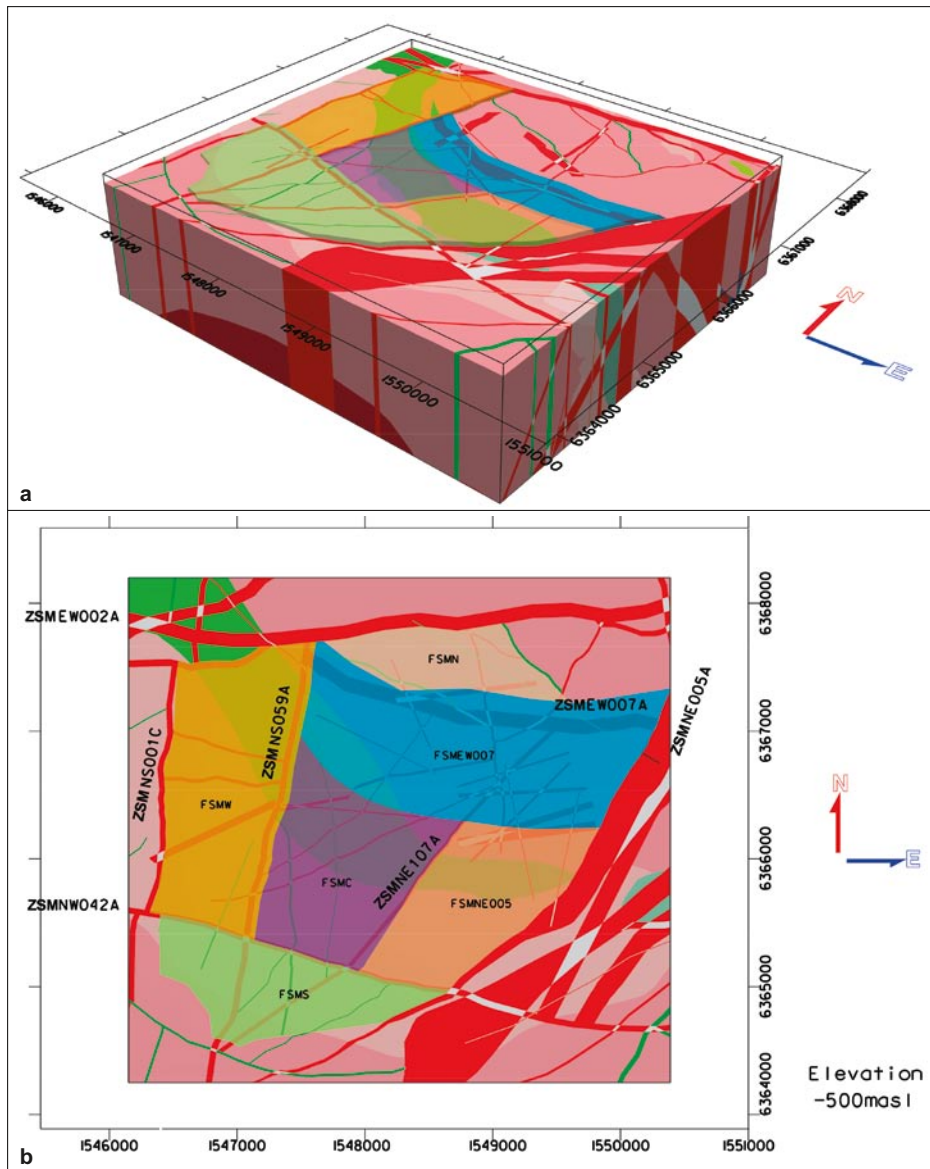 1546000
1547000
1548000
1549000
1550000
1551000
6364000
6365000
6366000
6367000
6368000
N
E
a
ZSMEW002A
ZSMNS001C
ZSMNS059A
ZSMNW042A
FSMN
ZSMEW007A
ZSMNE005A
FSMEW007
FSMW
FSMC
ZSMNE107A
FSMNE005
FSMS
6368000
6367000
6366000
6365000
6364000
N
E
Elevation
-500masl
1546000
1547000
1548000
1549000
1550000
1551000
b